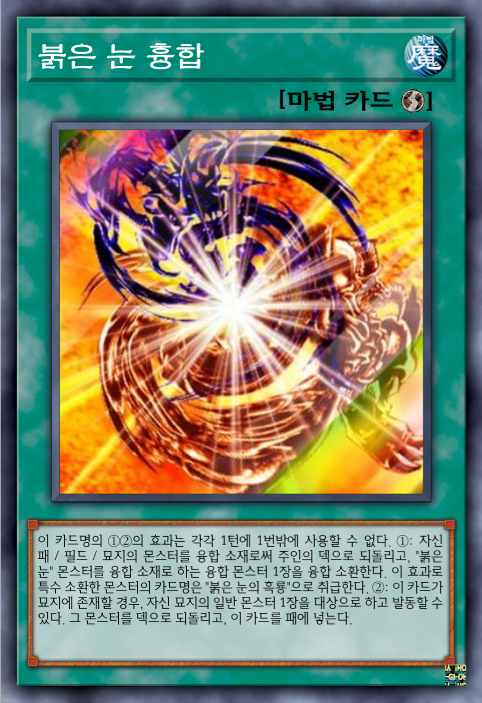 붉은 눈 흉합
마법
魔
[마법 카드]
이 카드명의 ①②의 효과는 각각 1턴에 1번밖에 사용할 수 없다. ①: 자신
패 / 필드 / 묘지의 몬스터를 융합 소재로써 주인의 덱으로 되돌리고, "붉은
눈" 몬스터를 융합 소재로 하는 융합 몬스터 1장을 융합 소환한다. 이 효과로
특수 소환한 몬스터의 카드명은 "붉은 눈의 흑룡"으로 취급한다. ②: 이 카드가
묘지에 존재할 경우, 자신 묘지의 일반 몬스터 1장을 대상으로 하고 발동할 수
있다. 그 몬스터를 덱으로 되돌리고, 이 카드를 패에 넣는다.